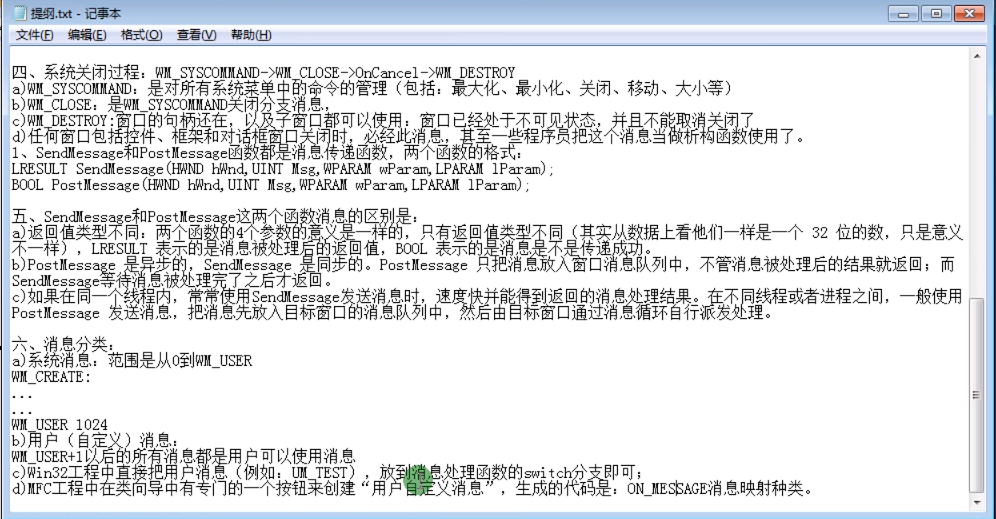 提纲.txt - 记事本
文件(F) 编辑(E) 格式(O) 查看(V) 帮助(H)
四、系统关闭过程：WM_SYSCOMMAND->WM_CLOSE->OnCancel->WM_DESTROY
a)WM_SYSCOMMAND：是对所有系统菜单中的命令的管理（包括：最大化、最小化、关闭、移动、大小等）
b)WM_CLOSE：是WM_SYSCOMMAND关闭分支消息，
c)WM_DESTROY:窗口的句柄还在，以及子窗口都可以使用：窗口已经处于不可见状态，并且不能取消关闭了
d)任何窗口包括控件、框架和对话框窗口关闭时，必经此消息，甚至一些程序员把这个消息当做析构函数使用了。
1、SendMessage和PostMessage函数都是消息传递函数，两个函数的格式：
LRESULT SendMessage(HWND hWnd,UINT Msg,WPARAM wParam,LPARAM lParam);
BOOL PostMessage(HWND hWnd,UINT Msg,WPARAM wParam,LPARAM lParam);
五、SendMessage和PostMessage这两个函数消息的区别是：
a)返回值类型不同：两个函数的4个参数的意义是一样的，只有返回值类型不同（其实从数据上看他们一样是一个 32 位的数，只是意义
不一样），LRESULT 表示的是消息被处理后的返回值，BOOL 表示的是消息是不是传递成功。
b)PostMessage 是异步的，SendMessage 是同步的。PostMessage 只把消息放入窗口消息队列中，不管消息被处理后的结果就返回；而
SendMessage等待消息被处理完了之后才返回。
c)如果在同一个线程内，常常使用SendMessage发送消息时，速度快并能得到返回的消息处理结果。在不同线程或者进程之间，一般使用
PostMessage 发送消息，把消息先放入目标窗口的消息队列中，然后由目标窗口通过消息循环自行派发处理。
六、消息分类：
a)系统消息：范围是从0到WM_USER
WM_CREATE:
...
...
WM_USER 1024
b)用户（自定义）消息：
WM_USER+1以后的所有消息都是用户可以使用消息
c)Win32工程中直接把用户消息（例如：UM_TEST），放到消息处理函数的switch分支即可；
d)MFC工程中在类向导中有专门的一个按钮来创建“用户自定义消息”，生成的代码是：ON_MESSAGE消息映射种类。